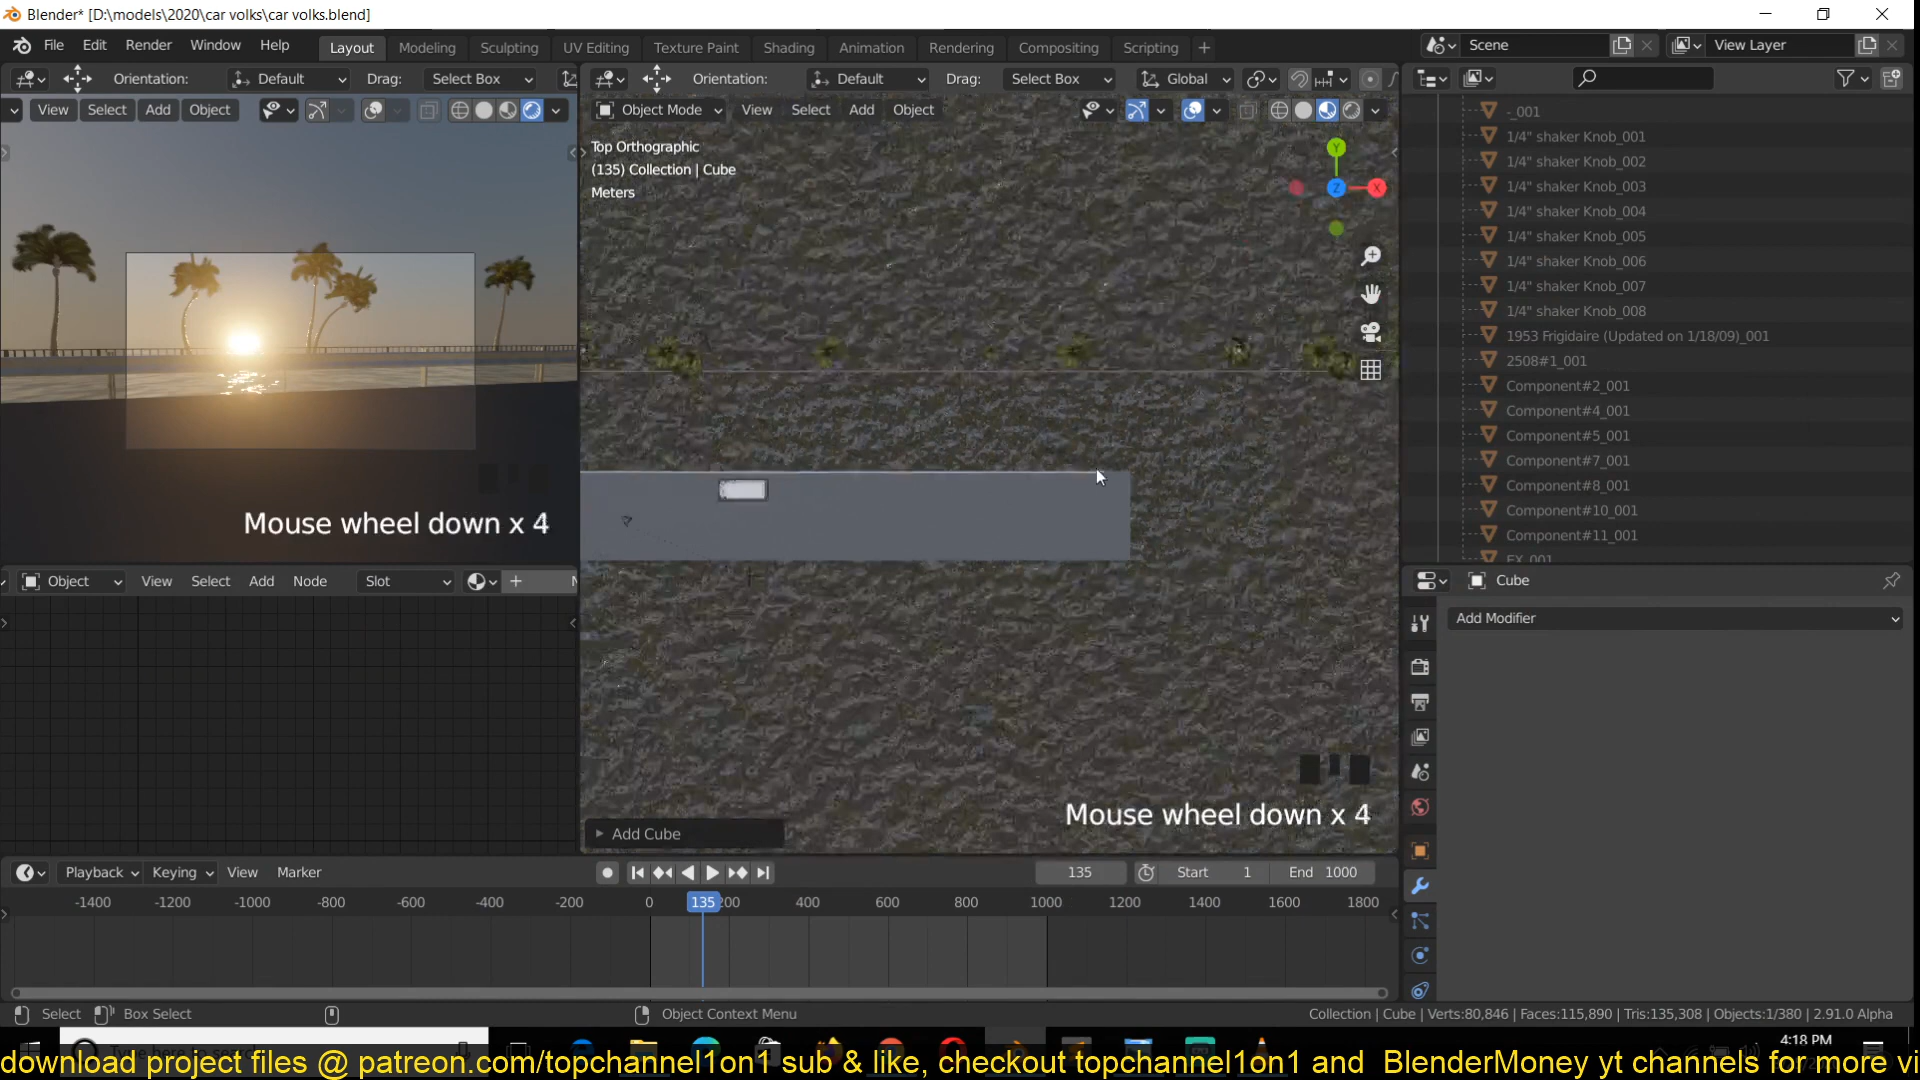 Blender* [D:\models\2020\car volks\car volks.blend]
File Edit Render Window Help Layout Modeling Sculpting UV Editing Texture Paint Shading Animation Rendering Compositing Scripting + Scene View Layer
Orientation: Default Drag: Select Box Orientation: Default Drag: Select Box Global
View Select Add Object Object Mode View Select Add Object
Top Orthographic
(135) Collection | Cube
Meters
Y
X
Z
-_001
1/4" shaker Knob_001
1/4" shaker Knob_002
1/4" shaker Knob_003
1/4" shaker Knob_004
1/4" shaker Knob_005
1/4" shaker Knob_006
1/4" shaker Knob_007
1/4" shaker Knob_008
1953 Frigidaire (Updated on 1/18/09)_001
2508#1_001
Component#2_001
Component#4_001
Component#5_001
Component#7_001
Component#8_001
Component#10_001
Component#11_001
EX_001
Mouse wheel down x 4
Object View Select Add Node Slot
Cube
Add Modifier
Mouse wheel down x 4
Add Cube
Playback Keying View Marker 135 Start 1 End 1000
-1400 -1200 -1000 -800 -600 -400 -200 0 135 200 400 600 800 1000 1200 1400 1600 1800
Select Box Select Object Context Menu Collection | Cube | Verts:80,846 | Faces:115,890 | Tris:135,308 | Objects:1/380 | 2.91.0 Alpha
4:18 PM
download project files @ patreon.com/topchannel1on1 sub & like, checkout topchannel1on1 and BlenderMoney yt channels for more vi